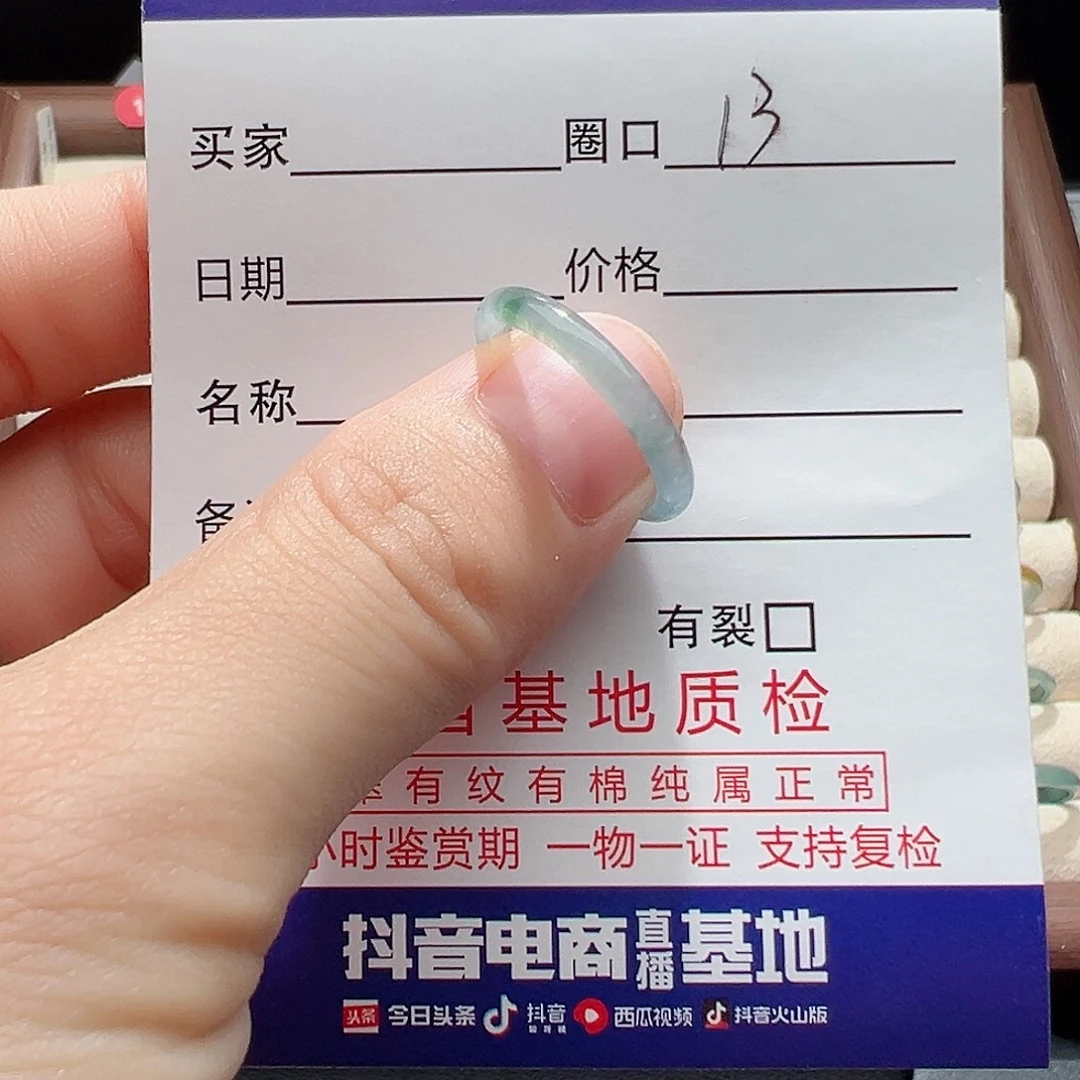 买家 圈口 13
日期 价格
名称
备
有裂
基地质检
有纹有棉纯属正常
小时鉴赏期 一物一证 支持复检
抖音电商直播基地
头条 今日头条 抖音 西瓜视频 抖音火山版